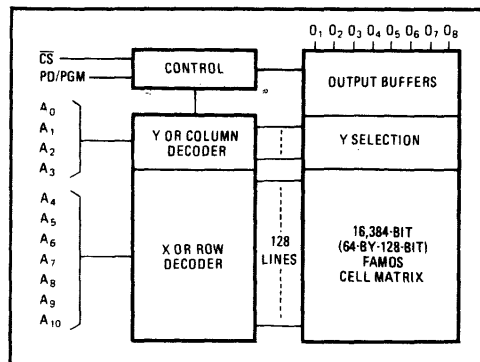 O1 O2 O3 O4 O5 O6 O7 O8
CS
PD/PGM
CONTROL
OUTPUT BUFFERS
A0
A1
A2
A3
Y OR COLUMN
DECODER
Y SELECTION
A4
A5
A6
A7
A8
A9
A10
X OR ROW
DECODER
128
LINES
16,384-BIT
(64-BY-128-BIT)
FAMOS
CELL MATRIX